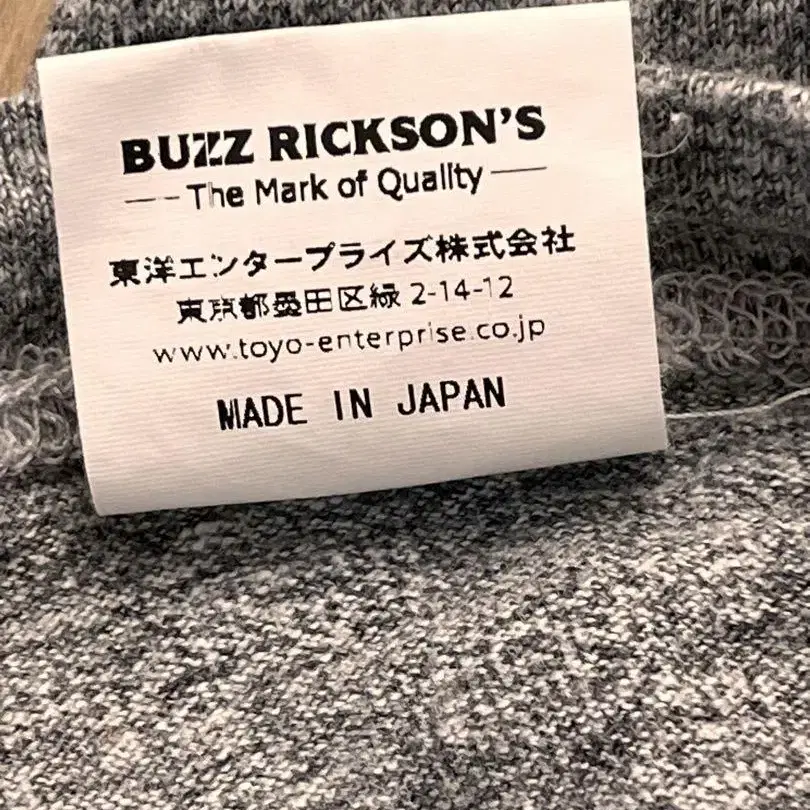 BUZZ RICKSON'S
The Mark of Quality
東洋エンタープライズ株式会社
東京都墨田区緑 2-14-12
www.toyo-enterprise.co.jp
MADE IN JAPAN